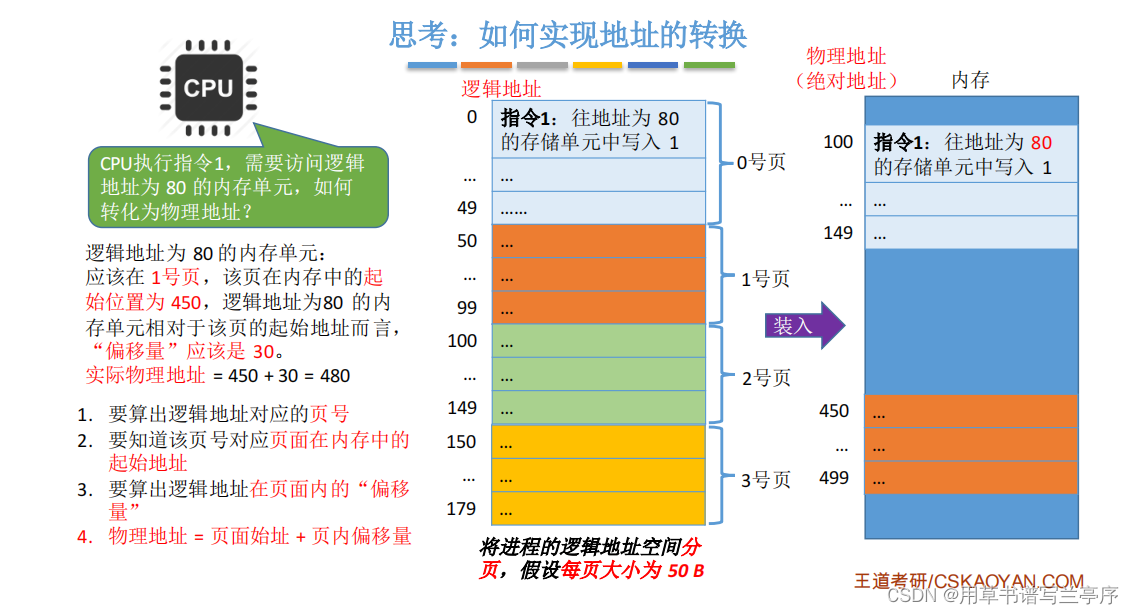 思考：如何实现地址的转换
CPU
CPU执行指令1，需要访问逻辑
地址为 80 的内存单元，如何
转化为物理地址？
逻辑地址为 80 的内存单元：
应该在 1号页，该页在内存中的起
始位置为 450，逻辑地址为80 的内
存单元相对于该页的起始地址而言，
“偏移量”应该是 30。
实际物理地址 = 450 + 30 = 480
1. 要算出逻辑地址对应的页号
2. 要知道该页号对应页面在内存中的
起始地址
3. 要算出逻辑地址在页面内的“偏移
量”
4. 物理地址 = 页面始址 + 页内偏移量
逻辑地址
0
指令1：往地址为 80
的存储单元中写入 1
... ...
49 ......
0号页
50 ...
... ...
99 ...
1号页
100 ...
... ...
149 ...
2号页
150 ...
... ...
179 ...
3号页
将进程的逻辑地址空间分
页，假设每页大小为 50 B
装入
物理地址
（绝对地址）
内存
100
指令1：往地址为 80
的存储单元中写入 1
... ...
149 ...
450 ...
... ...
499 ...
王道考研/CSKAOYAN.COM
CSDN @用草书谱写兰亭序